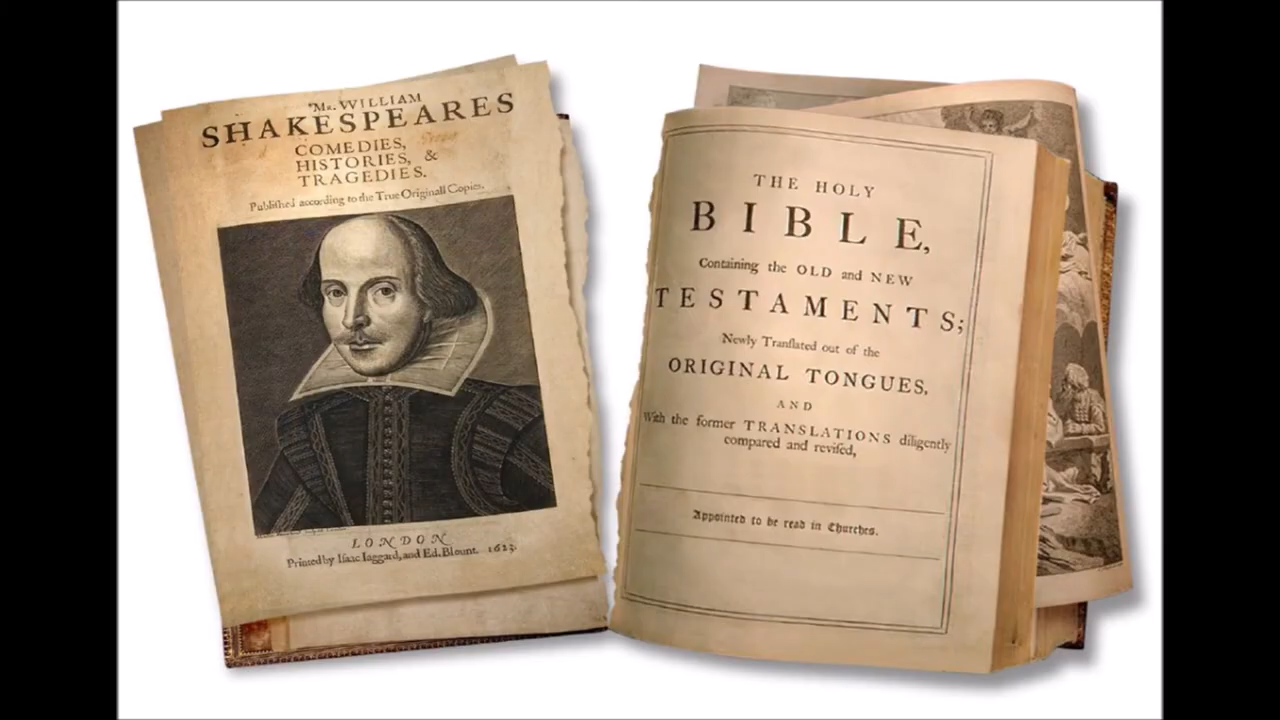 Mr. WILLIAM
SHAKESPEARES
COMEDIES,
HISTORIES, &
TRAGEDIES.
Publiſhed according to the True Originall Copies.
LONDON
Printed by Iſaac Iaggard, and Ed. Blount. 1623.
THE HOLY
BIBLE,
Containing the OLD and NEW
TESTAMENTS;
Newly Tranſlated out of the
ORIGINAL TONGUES,
AND
With the former TRANSLATIONS diligently
compared and reviſed,
Appointed to be read in Churches.